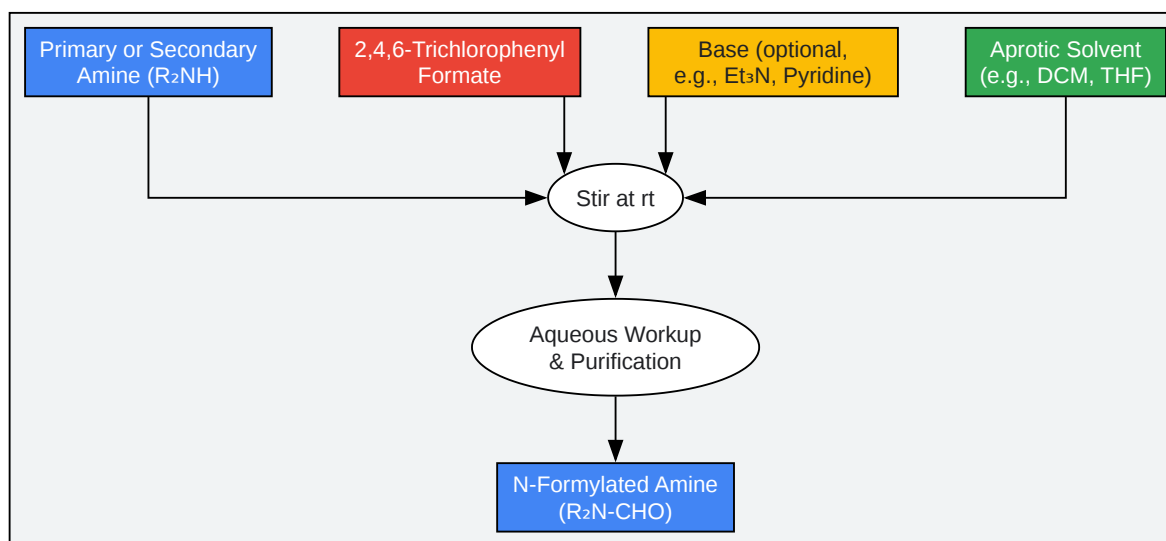 Primary or Secondary
Amine (R₂NH)
2,4,6-Trichlorophenyl
Formate
Base (optional,
e.g., Et₃N, Pyridine)
Aprotic Solvent
(e.g., DCM, THF)
Stir at rt
Aqueous Workup
& Purification
N-Formylated Amine
(R₂N-CHO)